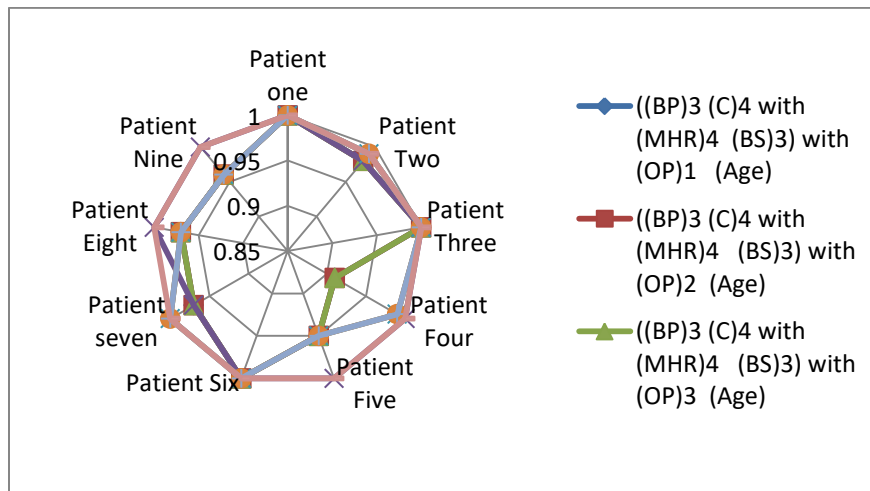 Patient
one
Patient
Two
Patient
Three
Patient
Four
Patient
Five
Patient Six
Patient
seven
Patient
Eight
Patient
Nine
1
0.95
0.9
0.85
((BP)3 (C)4 with
(MHR)4 (BS)3) with
(OP)1 (Age)
((BP)3 (C)4 with
(MHR)4 (BS)3) with
(OP)2 (Age)
((BP)3 (C)4 with
(MHR)4 (BS)3) with
(OP)3 (Age)